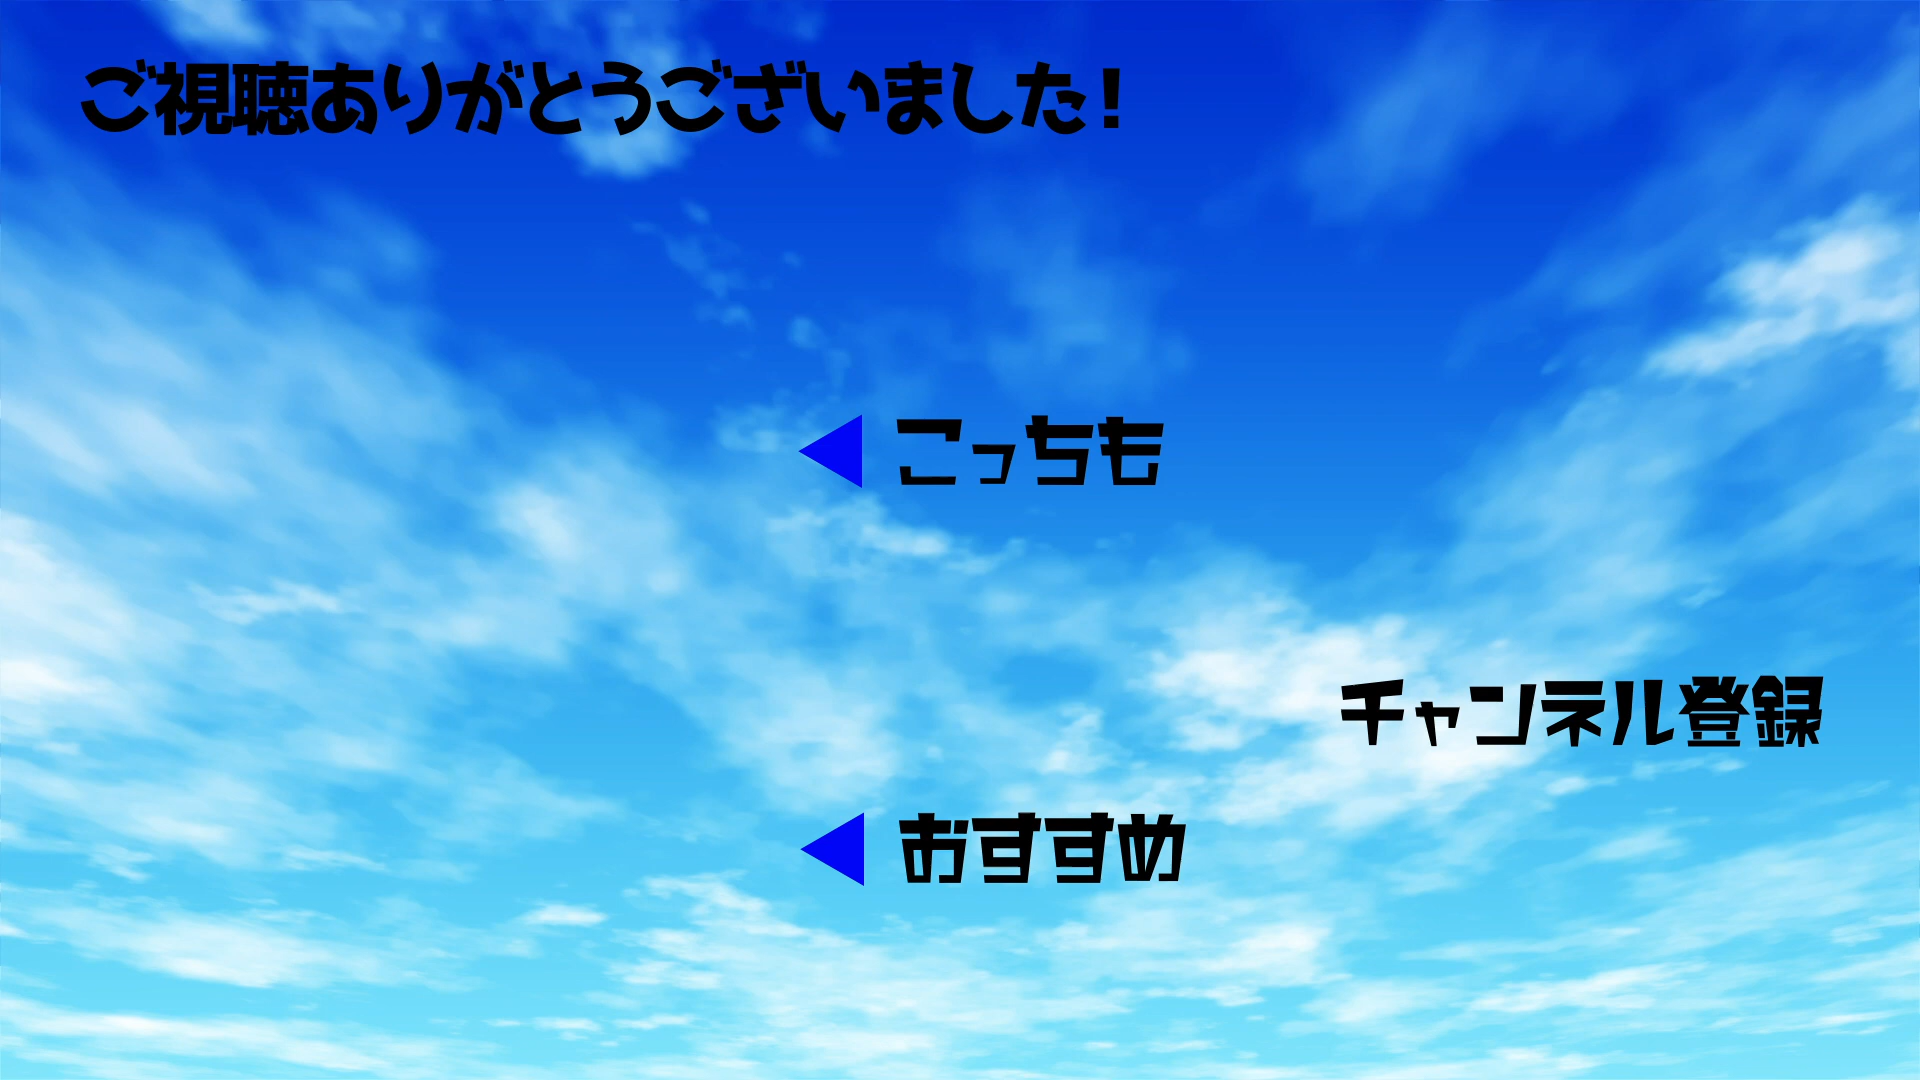 ご視聴ありがとうございました!
こっちも
チャンネル登録
おすすめ